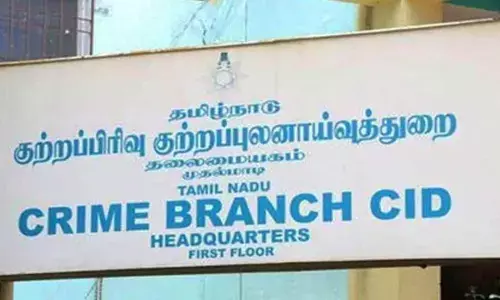 தமிழ்நாடு
குற்றப்பிரிவு குற்றப்புலனாய்வுத்துறை
தலைமையகம்
முதல்மாடி
TAMIL NADU
CRIME BRANCH CID
HEADQUARTERS
FIRST FLOOR